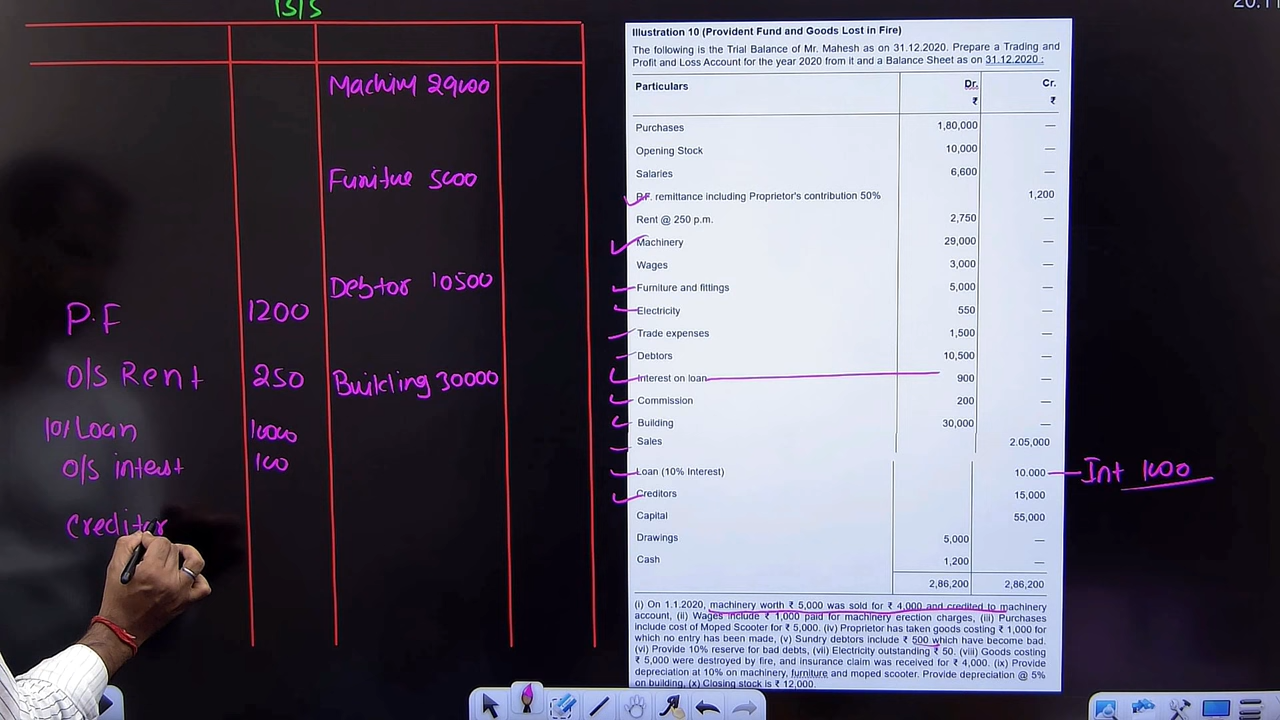 B/S
20:11
Machinery 29000
Funitue 5000
Debtor 10500
P.F 1200
O/S Rent 250
Building 30000
10/Loan 10000
O/S intest 100
Creditor
Illustration 10 (Provident Fund and Goods Lost in Fire)
The following is the Trial Balance of Mr. Mahesh as on 31.12.2020. Prepare a Trading and
Profit and Loss Account for the year 2020 from it and a Balance Sheet as on 31.12.2020 :
Particulars Dr. Cr.
₹ ₹
Purchases 1,80,000 —
Opening Stock 10,000 —
Salaries 6,600 —
P.F. remittance including Proprietor's contribution 50% 1,200
Rent @ 250 p.m. 2,750 —
Machinery 29,000 —
Wages 3,000 —
Furniture and fittings 5,000 —
Electricity 550 —
Trade expenses 1,500 —
Debtors 10,500 —
Interest on loan 900 —
Commission 200 —
Building 30,000 —
Sales 2.05,000
Loan (10% Interest) 10.000 Int 1000
Creditors 15,000
Capital 55,000
Drawings 5,000 —
Cash 1,200 —
2,86,200 2,86,200
(i) On 1.1.2020, machinery worth ₹ 5,000 was sold for ₹ 4,000 and credited to machinery
account, (ii) Wages include ₹ 1,000 paid for machinery erection charges, (iii) Purchases
include cost of Moped Scooter for ₹ 5,000. (iv) Proprietor has taken goods costing ₹ 1,000 for
which no entry has been made, (v) Sundry debtors include ₹ 500 which have become bad.
(vi) Provide 10% reserve for bad debts, (vii) Electricity outstanding ₹ 50. (viii) Goods costing
₹ 5,000 were destroyed by fire, and insurance claim was received for ₹ 4,000. (ix) Provide
depreciation at 10% on machinery, furniture and moped scooter. Provide depreciation @ 5%
on building, (x) Closing stock is ₹ 12,000.